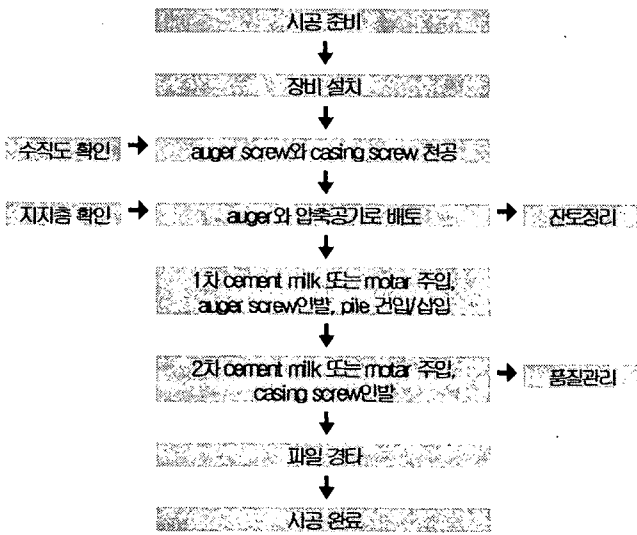 시공 준비
장비 설치
수직도 확인
auger screw와 casing screw 천공
지지층 확인
auger와 압축공기로 배토
잔토정리
1차 cement milk 또는 motar 주입,
auger screw인발, pile 건입/삽입
2차 cement milk 또는 motar 주입,
casing screw인발
품질관리
파일 경타
시공 완료